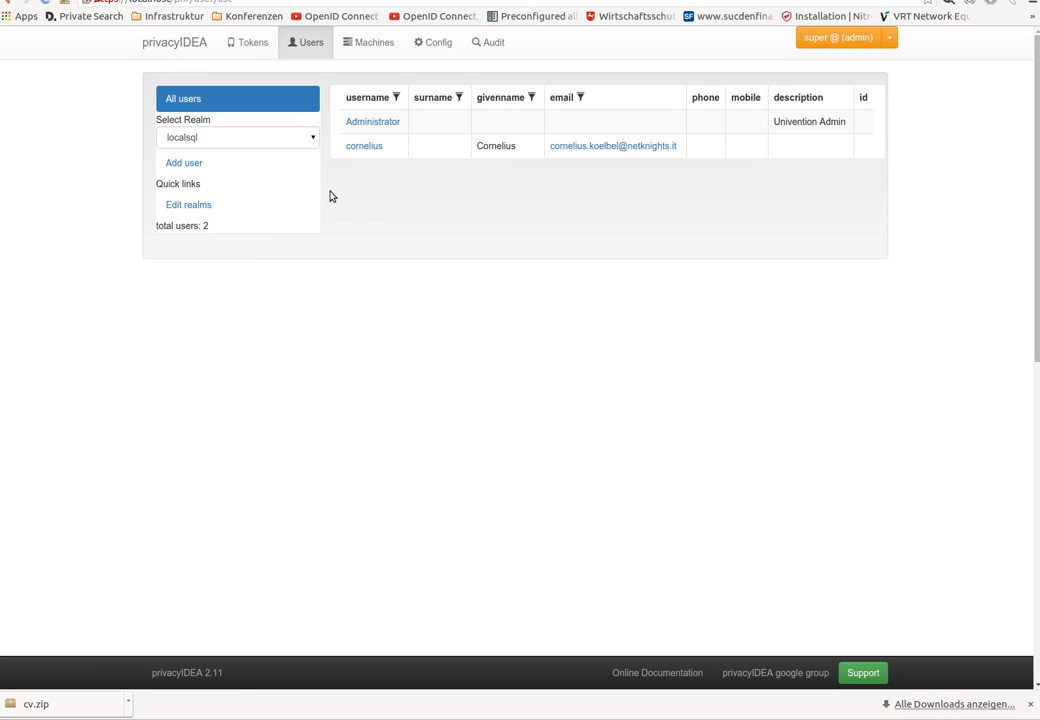 Apps Private Search Infrastruktur Konferenzen OpenID Connect OpenID Connect, Preconfigured Wirtschaftsschut SF www.sucdenfina Installation | Nitr VRT Network Equ »
privacyIDEA Tokens Users Machines Config Audit super @ (admin)
All users
Select Realm
localsql
Add user
Quick links
Edit realms
total users: 2
username surname givenname email phone mobile description id
Administrator Univention Admin
cornelius Cornelius cornelius.koelbel@netknights.it
privacyIDEA 2.11 Online Documentation privacyIDEA google group Support
cv.zip Alle Downloads anzeigen... ×